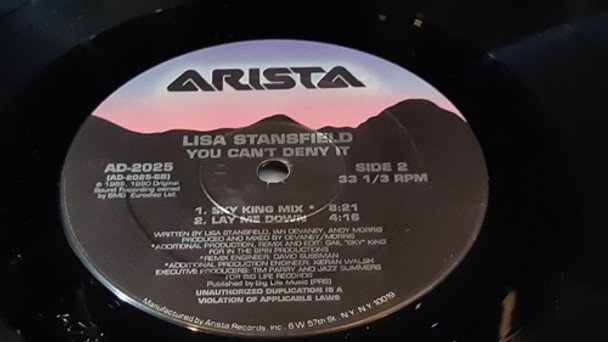 ARISTA
LISA STANSFIELD
YOU CAN'T DENY IT
AD-2025
(AD-2025-SB)
℗ 1989, 1990 Original
Sound Recording owned
by BMG Eurodisc Ltd.
SIDE 2
33 1/3 RPM
1. SKY KING MIX * 8:21
2. LAY ME DOWN 4:16
WRITTEN BY LISA STANSFIELD, IAN DEVANEY, ANDY MORRIS
PRODUCED AND MIXED BY DEVANEY/MORRIS
*ADDITIONAL PRODUCTION, REMIX AND EDIT: GAIL "SKY" KING
FOR IN THE SPIN PRODUCTIONS
*REMIX ENGINEER: DAVID SUSSMAN
*ADDITIONAL PRODUCTION ENGINEER, KIERAN WALSH
EXECUTIVE PRODUCERS: TIM PARRY AND JAZZ SUMMERS
FOR BIG LIFE RECORDS
Published by Big Life Music (PRS)
UNAUTHORIZED DUPLICATION IS A
VIOLATION OF APPLICABLE LAWS
Manufactured by Arista Records, Inc. 6 W 57th St., N.Y., N.Y. 10019